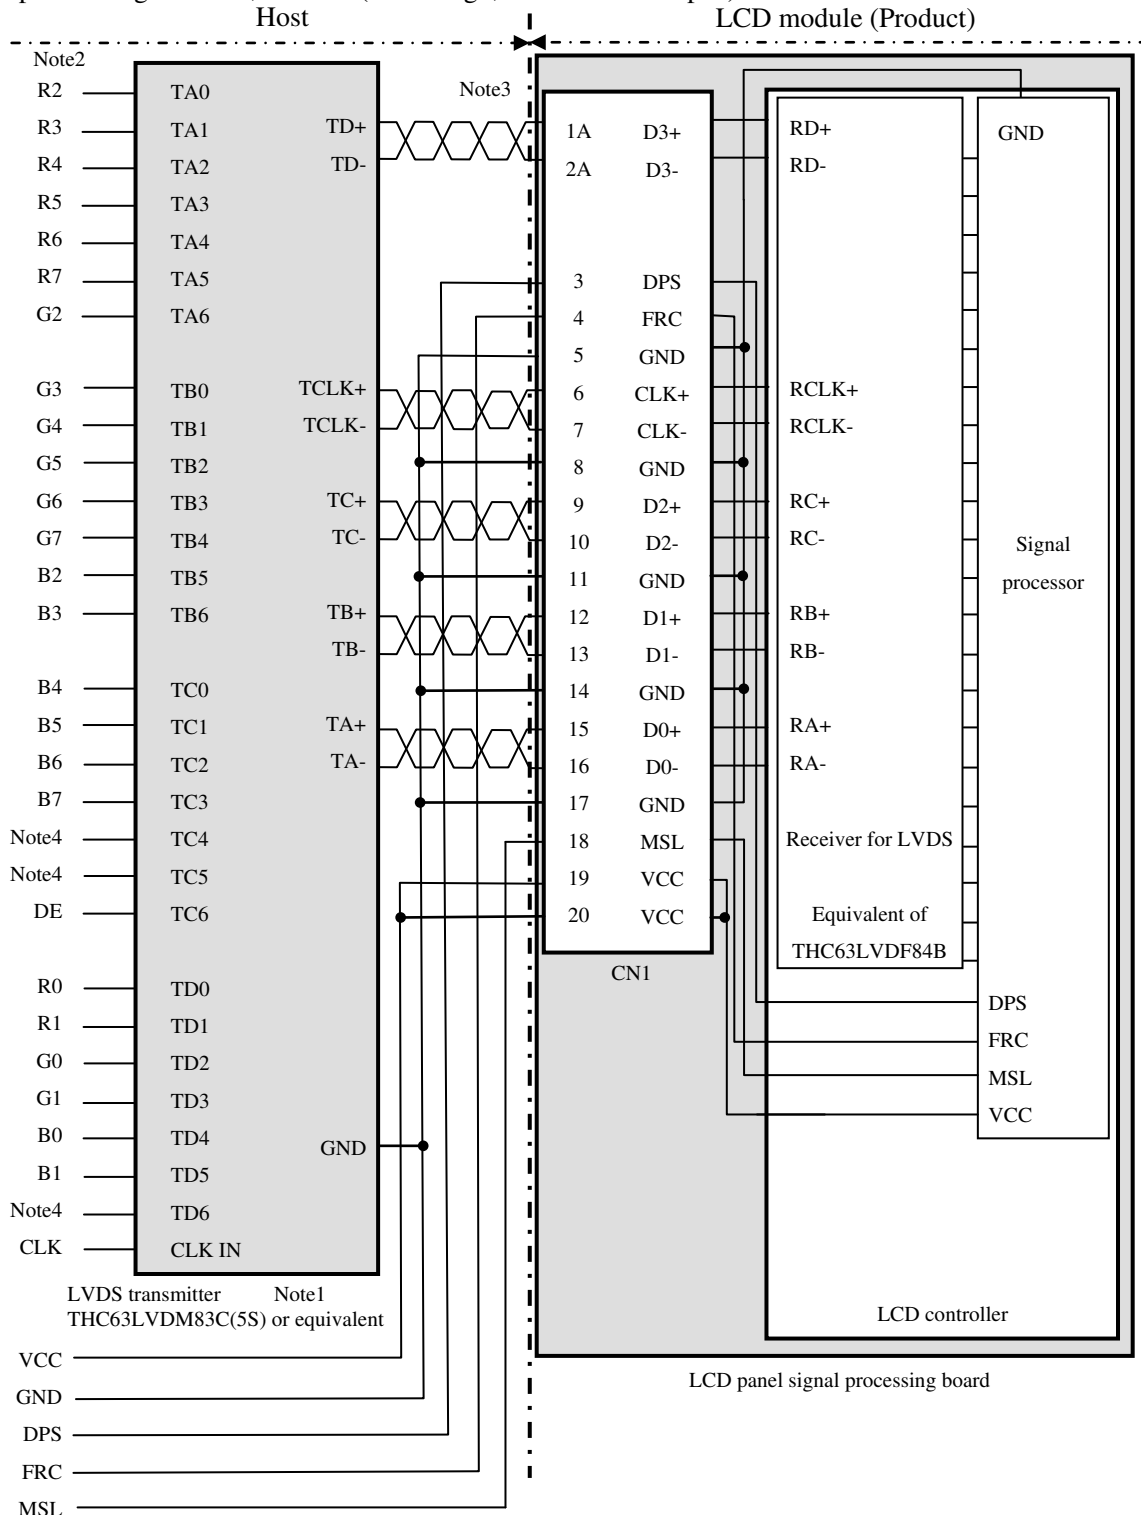 Host
LCD module (Product)
Note2
Note3
R2 TA0
R3 TA1 TD+ 1A D3+ RD+ GND
R4 TA2 TD- 2A D3- RD-
R5 TA3
R6 TA4
R7 TA5 3 DPS
G2 TA6 4 FRC
5 GND
G3 TB0 TCLK+ 6 CLK+ RCLK+
G4 TB1 TCLK- 7 CLK- RCLK-
G5 TB2 8 GND
G6 TB3 TC+ 9 D2+ RC+
G7 TB4 TC- 10 D2- RC- Signal
B2 TB5 11 GND processor
B3 TB6 TB+ 12 D1+ RB+
TB- 13 D1- RB-
B4 TC0 14 GND
B5 TC1 TA+ 15 D0+ RA+
B6 TC2 TA- 16 D0- RA-
B7 TC3 17 GND
Note4 TC4 18 MSL Receiver for LVDS
Note4 TC5 19 VCC
DE TC6 20 VCC Equivalent of
THC63LVDF84B
CN1
R0 TD0 DPS
R1 TD1 FRC
G0 TD2 MSL
G1 TD3 VCC
B0 TD4 GND
B1 TD5
Note4 TD6
CLK CLK IN
LVDS transmitter Note1
THC63LVDM83C(5S) or equivalent
LCD controller
VCC
LCD panel signal processing board
GND
DPS
FRC
MSL